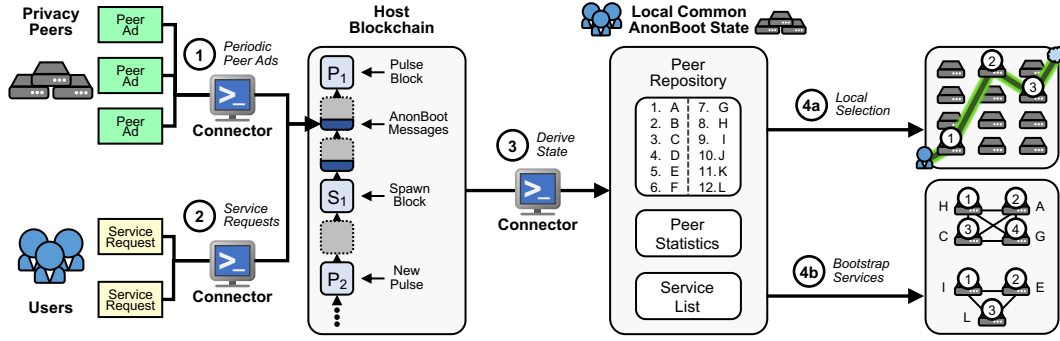 Privacy
Peers
Peer
Ad
Peer
Ad
Peer
Ad
1
Periodic
Peer Ads
Connector
Users
Service
Request
Service
Request
2
Service
Requests
Connector
Host
Blockchain
P1
Pulse
Block
AnonBoot
Messages
S1
Spawn
Block
P2
New
Pulse
3
Derive
State
Connector
Local Common
AnonBoot State
Peer
Repository
1. A 7. G
2. B 8. H
3. C 9. I
4. D 10. J
5. E 11. K
6. F 12. L
Peer
Statistics
Service
List
4a
Local
Selection
2
3
1
4b
Bootstrap
Services
H 1 2 A
C 3 4 G
I 1 2 E
L 3